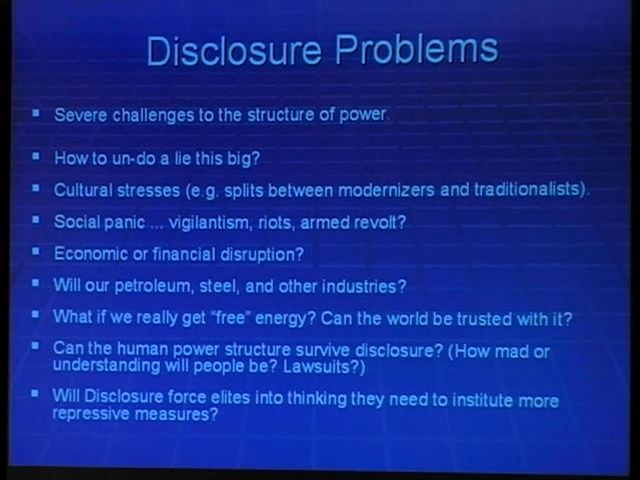 Disclosure Problems
Severe challenges to the structure of power.
How to un-do a lie this big?
Cultural stresses (e.g. splits between modernizers and traditionalists).
Social panic ... vigilantism, riots, armed revolt?
Economic or financial disruption?
Will our petroleum, steel, and other industries?
What if we really get "free" energy? Can the world be trusted with it?
Can the human power structure survive disclosure? (How mad or
understanding will people be? Lawsuits?)
Will Disclosure force elites into thinking they need to institute more
repressive measures?